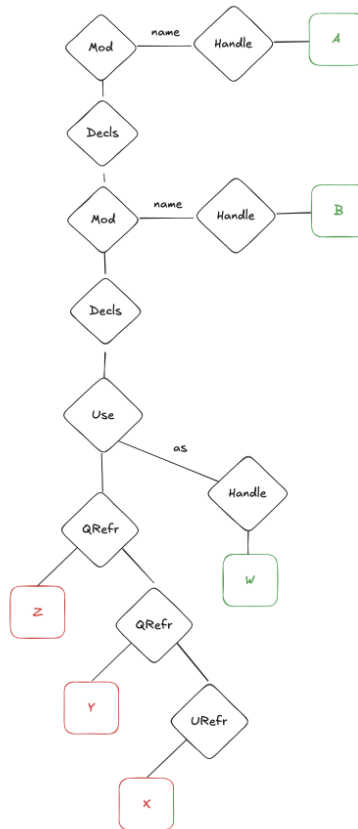 Mod
name
Handle
A
Decls
Mod
name
Handle
B
Decls
Use
as
Handle
QRefr
W
Z
QRefr
Y
URefr
X